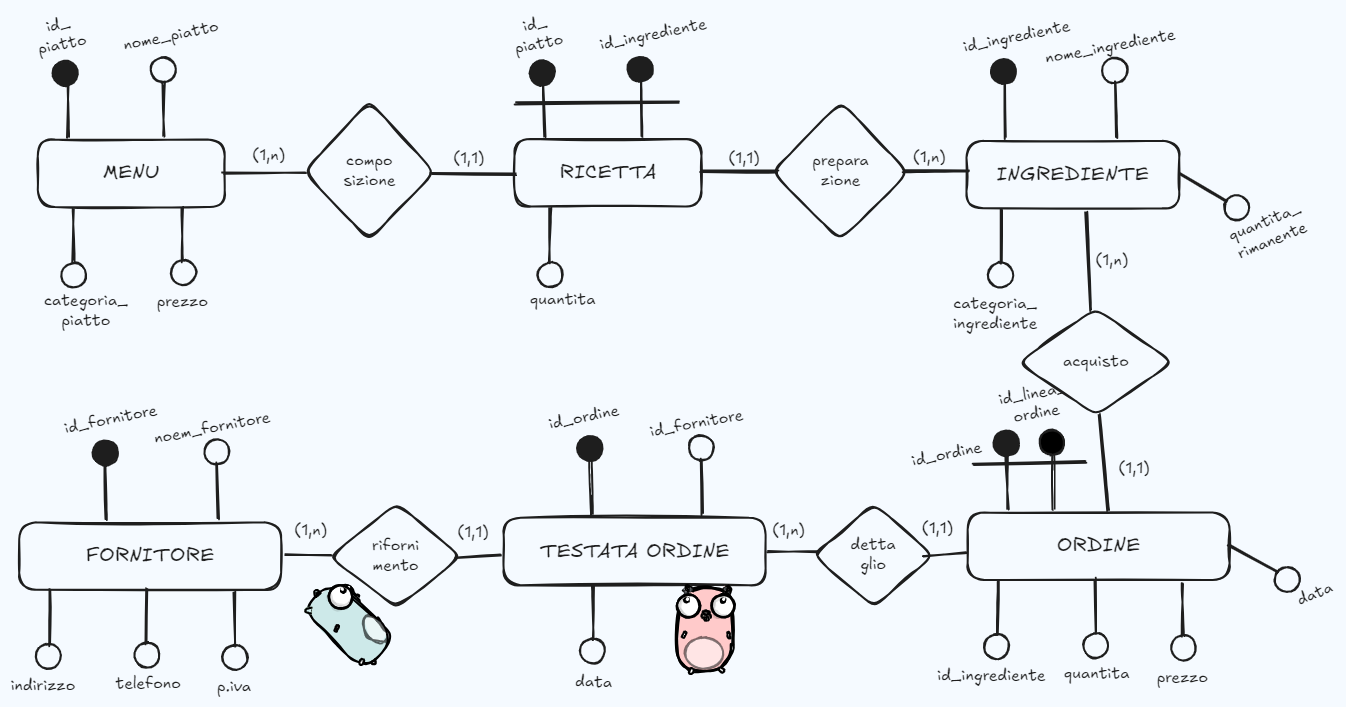 id_
piatto
nome_piatto
id_
piatto
id_ingrediente
id_ingrediente
nome_ingrediente
MENU
(1,n)
compo
sizione
(1,1)
RICETTA
(1,1)
prepara
zione
(1,n)
INGREDIENTE
quantita_
rimanente
categoria_
piatto
prezzo
quantita
categoria_
ingrediente
(1,n)
acquisto
id_fornitore
noem_fornitore
id_ordine
id_fornitore
id_linea_
ordine
id_ordine
(1,1)
FORNITORE
(1,n)
riforni
mento
(1,1)
TESTATA ORDINE
(1,n)
detta
glio
(1,1)
ORDINE
data
indirizzo
telefono
p.iva
data
id_ingrediente
quantita
prezzo